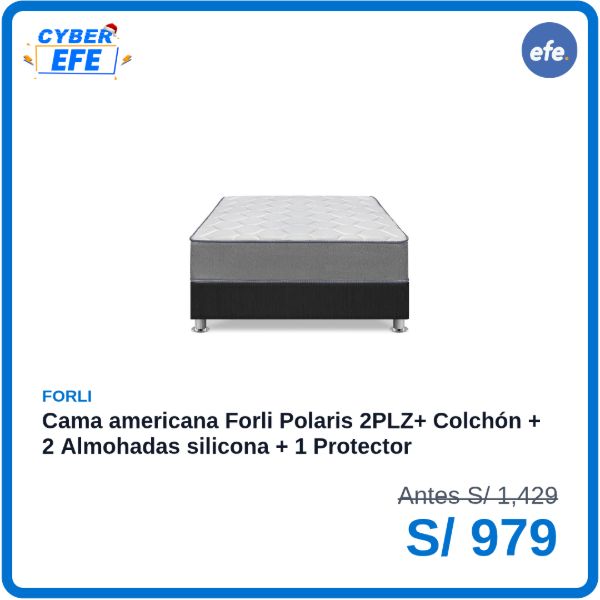 CYBER
EFE
efe.
FORLI
Cama americana Forli Polaris 2PLZ+ Colchón +
2 Almohadas silicona + 1 Protector
Antes S/ 1,429
S/ 979